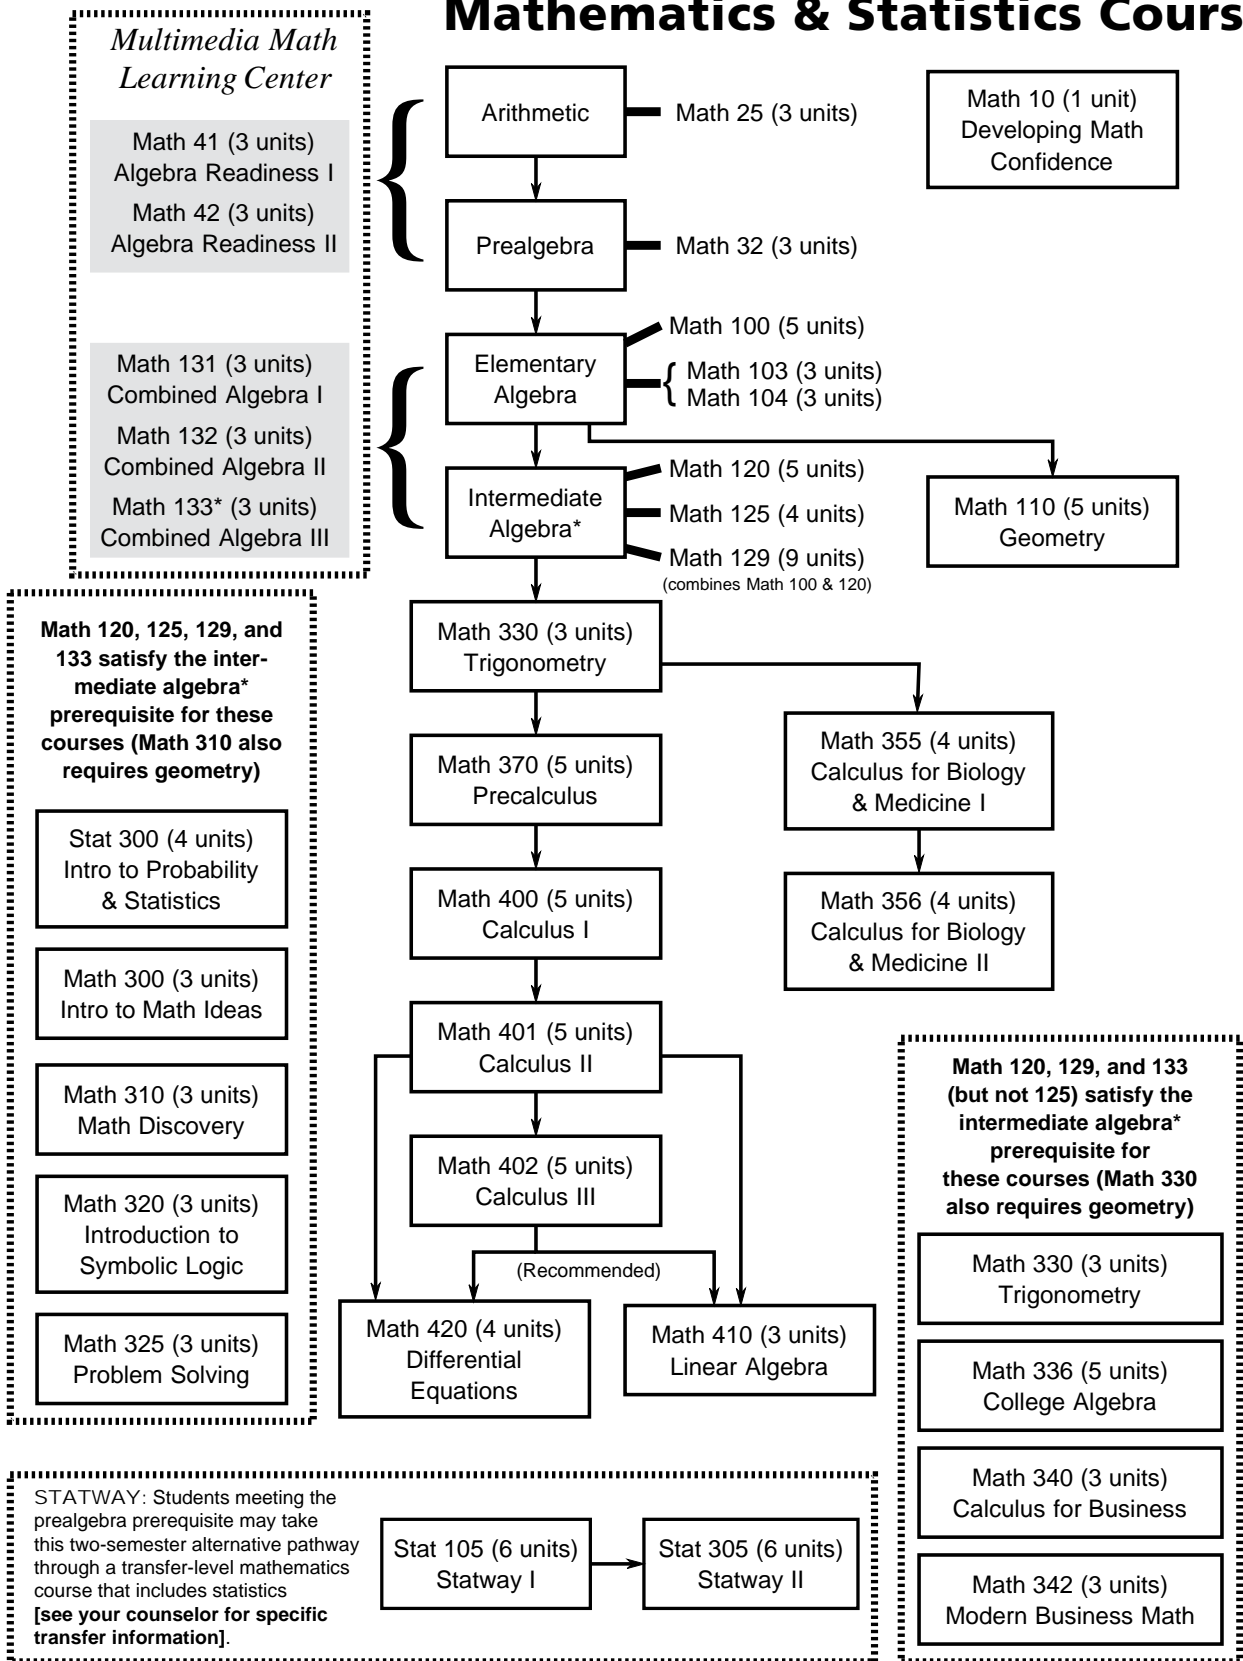 Mathematics & Statistics Cours
Multimedia Math
Learning Center
Math 41 (3 units)
Algebra Readiness I
Math 42 (3 units)
Algebra Readiness II
Math 131 (3 units)
Combined Algebra I
Math 132 (3 units)
Combined Algebra II
Math 133* (3 units)
Combined Algebra III
Arithmetic
Math 25 (3 units)
Math 10 (1 unit)
Developing Math
Confidence
Prealgebra
Math 32 (3 units)
Elementary
Algebra
Math 100 (5 units)
Math 103 (3 units)
Math 104 (3 units)
Intermediate
Algebra*
Math 120 (5 units)
Math 125 (4 units)
Math 129 (9 units)
(combines Math 100 & 120)
Math 110 (5 units)
Geometry
Math 120, 125, 129, and
133 satisfy the inter-
mediate algebra*
prerequisite for these
courses (Math 310 also
requires geometry)
Stat 300 (4 units)
Intro to Probability
& Statistics
Math 300 (3 units)
Intro to Math Ideas
Math 310 (3 units)
Math Discovery
Math 320 (3 units)
Introduction to
Symbolic Logic
Math 325 (3 units)
Problem Solving
Math 330 (3 units)
Trigonometry
Math 370 (5 units)
Precalculus
Math 400 (5 units)
Calculus I
Math 401 (5 units)
Calculus II
Math 402 (5 units)
Calculus III
(Recommended)
Math 420 (4 units)
Differential
Equations
Math 410 (3 units)
Linear Algebra
Math 355 (4 units)
Calculus for Biology
& Medicine I
Math 356 (4 units)
Calculus for Biology
& Medicine II
Math 120, 129, and 133
(but not 125) satisfy the
intermediate algebra*
prerequisite for
these courses (Math 330
also requires geometry)
Math 330 (3 units)
Trigonometry
Math 336 (5 units)
College Algebra
Math 340 (3 units)
Calculus for Business
Math 342 (3 units)
Modern Business Math
STATWAY: Students meeting the
prealgebra prerequisite may take
this two-semester alternative pathway
through a transfer-level mathematics
course that includes statistics
[see your counselor for specific
transfer information].
Stat 105 (6 units)
Statway I
Stat 305 (6 units)
Statway II